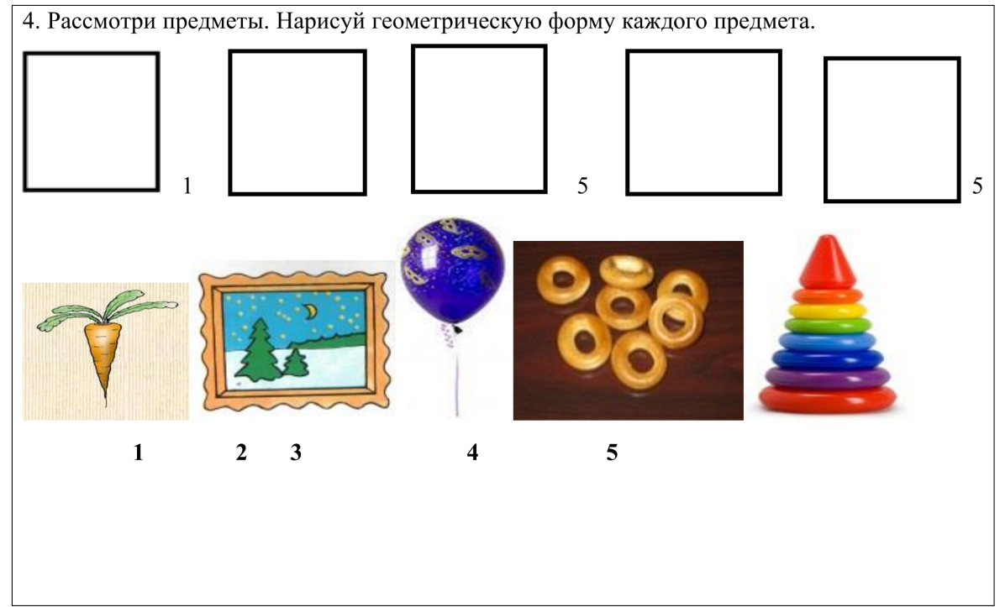 4. Рассмотри предметы. Нарисуй геометрическую форму каждого предмета.
1 5 5
1 2 3 4 5